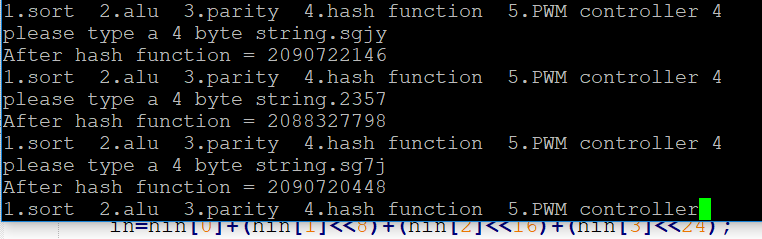 1.sort 2.alu 3.parity 4.hash function 5.PWM controller 4
please type a 4 byte string.sgjy
After hash function = 2090722146
1.sort 2.alu 3.parity 4.hash function 5.PWM controller 4
please type a 4 byte string.2357
After hash function = 2088327798
1.sort 2.alu 3.parity 4.hash function 5.PWM controller 4
please type a 4 byte string.sg7j
After hash function = 2090720448
1.sort 2.alu 3.parity 4.hash function 5.PWM controller
in=hin[0]+(hin[1]<<8)+(hin[2]<<16)+(hin[3]<<24);